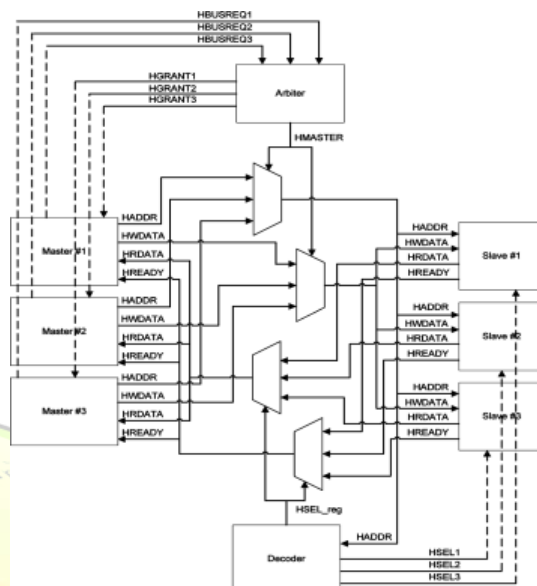 HBUSREQ1
HBUSREQ2
HBUSREQ3
HGRANT1
HGRANT2
HGRANT3
Arbiter
HMASTER
Master #1
HADDR
HWDATA
HRDATA
HREADY
Master #2
HADDR
HWDATA
HRDATA
HREADY
Master #3
HADDR
HWDATA
HRDATA
HREADY
HADDR
HWDATA
HRDATA
HREADY
Slave #1
HADDR
HWDATA
HRDATA
HREADY
Slave #2
HADDR
HWDATA
HRDATA
HREADY
Slave #3
HSEL_reg
HADDR
Decoder
HSEL1
HSEL2
HSEL3